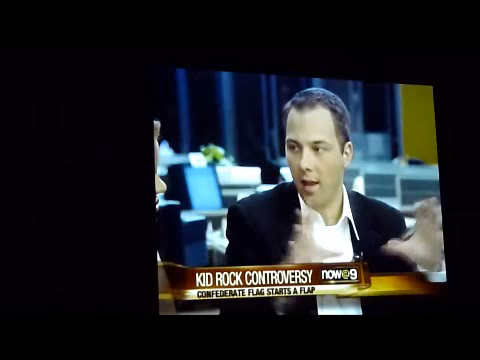 KID ROCK CONTROVERSY now@9
CONFEDERATE FLAG STARTS A FLAP